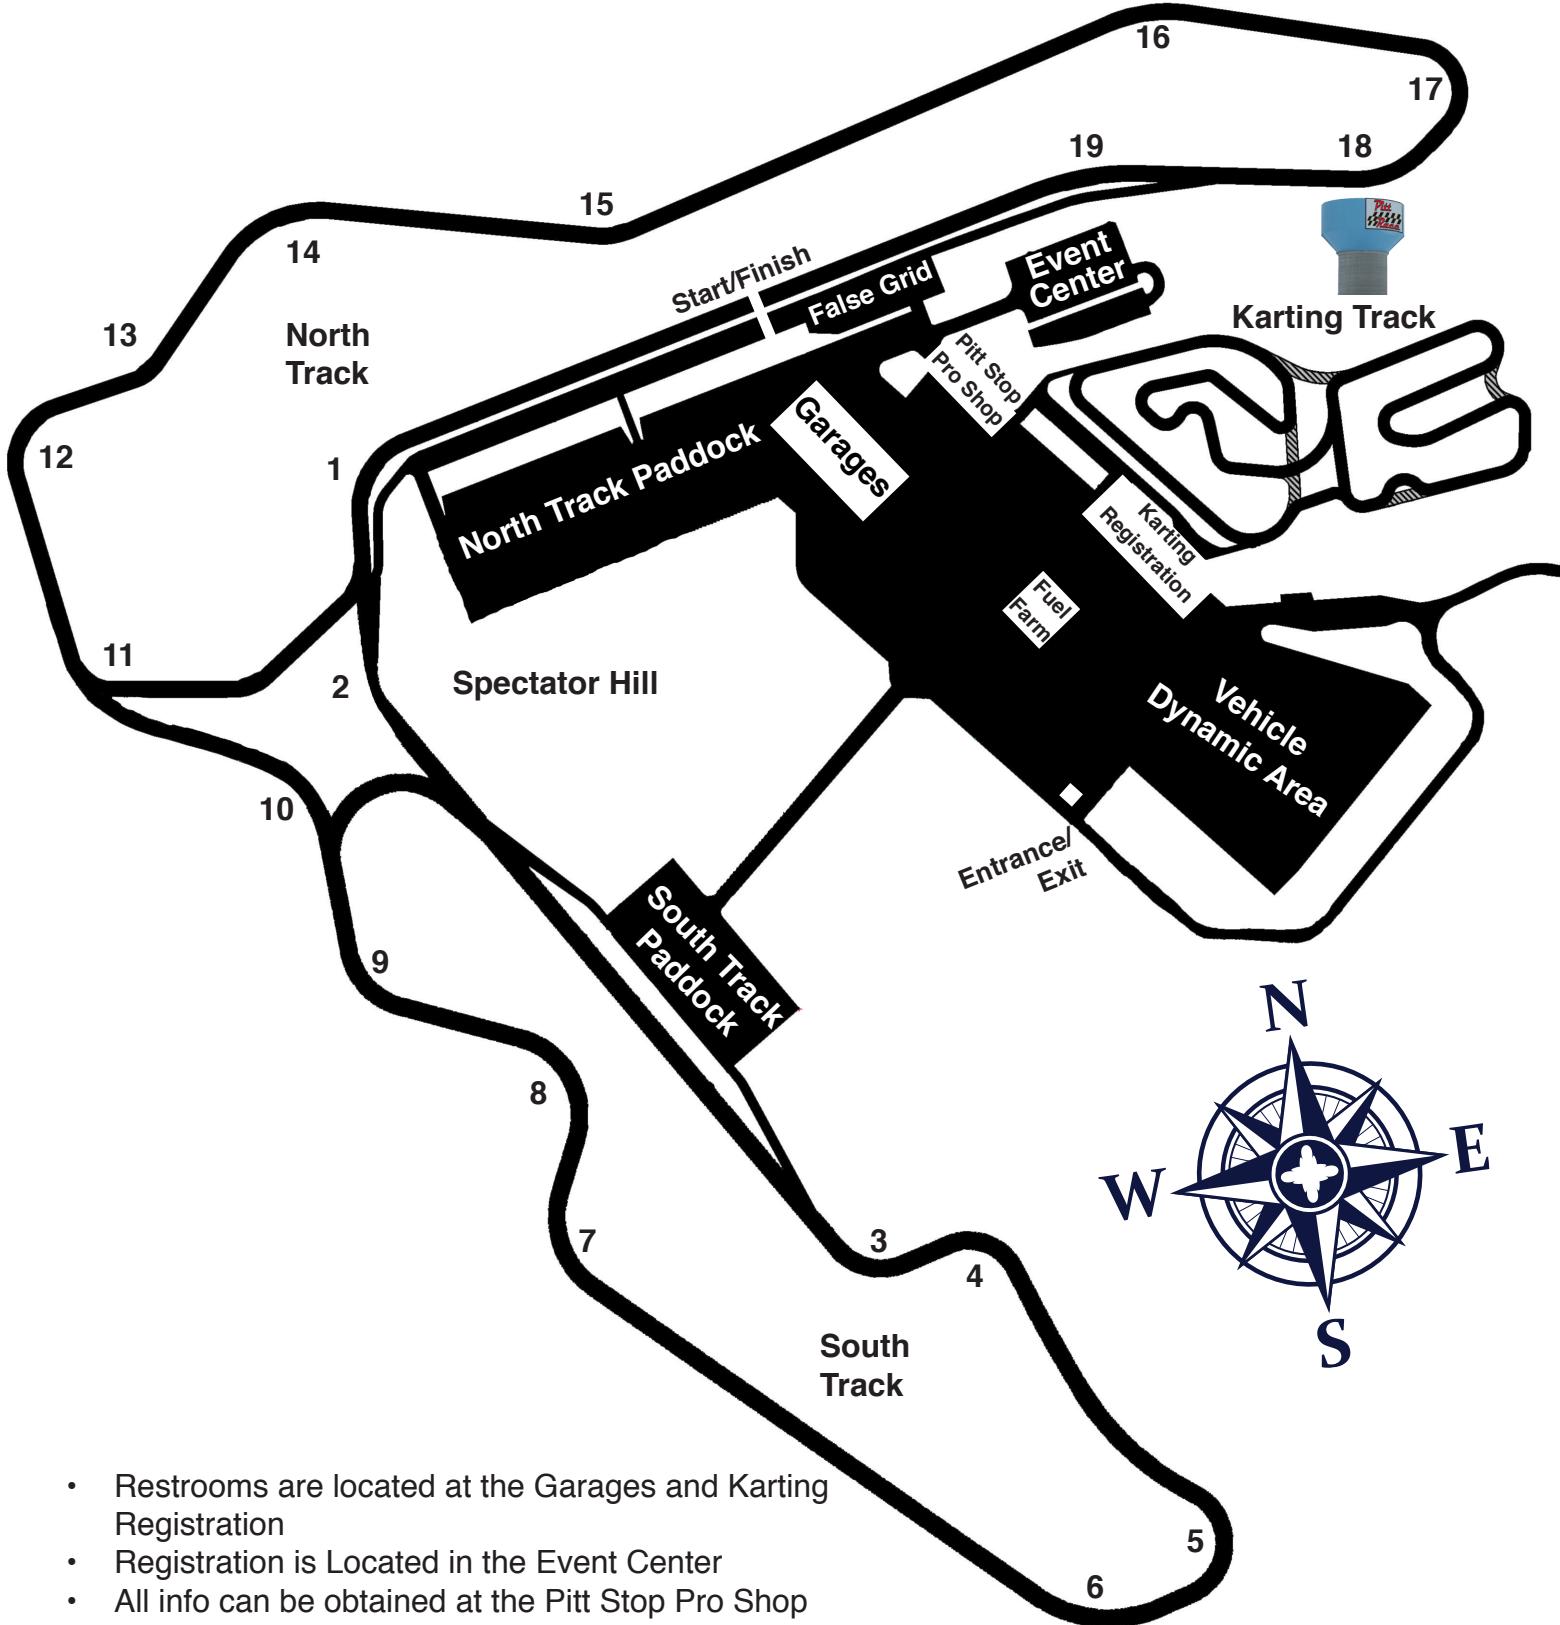 16
17
19
18
15
14
Start/Finish
False Grid
Event
Center
Pitt
Race
Karting Track
13
North
Track
Pitt Stop
Pro Shop
12
1
North Track Paddock
Garages
Karting
Registration
Fuel
Farm
11
2
Spectator Hill
Vehicle
Dynamic Area
10
Entrance/
Exit
South Track
Paddock
9
8
N
E
W
S
7
3
4
South
Track
5
6
• Restrooms are located at the Garages and Karting
Registration
• Registration is Located in the Event Center
• All info can be obtained at the Pitt Stop Pro Shop